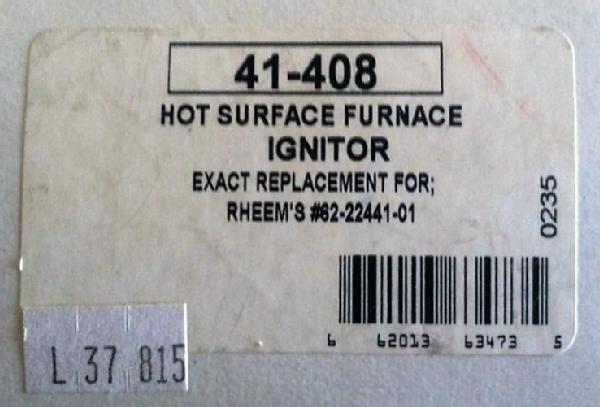 41-408
HOT SURFACE FURNACE
IGNITOR
EXACT REPLACEMENT FOR;
RHEEM'S #62-22441-01
0235
6 62013 63473 5
L 37 815